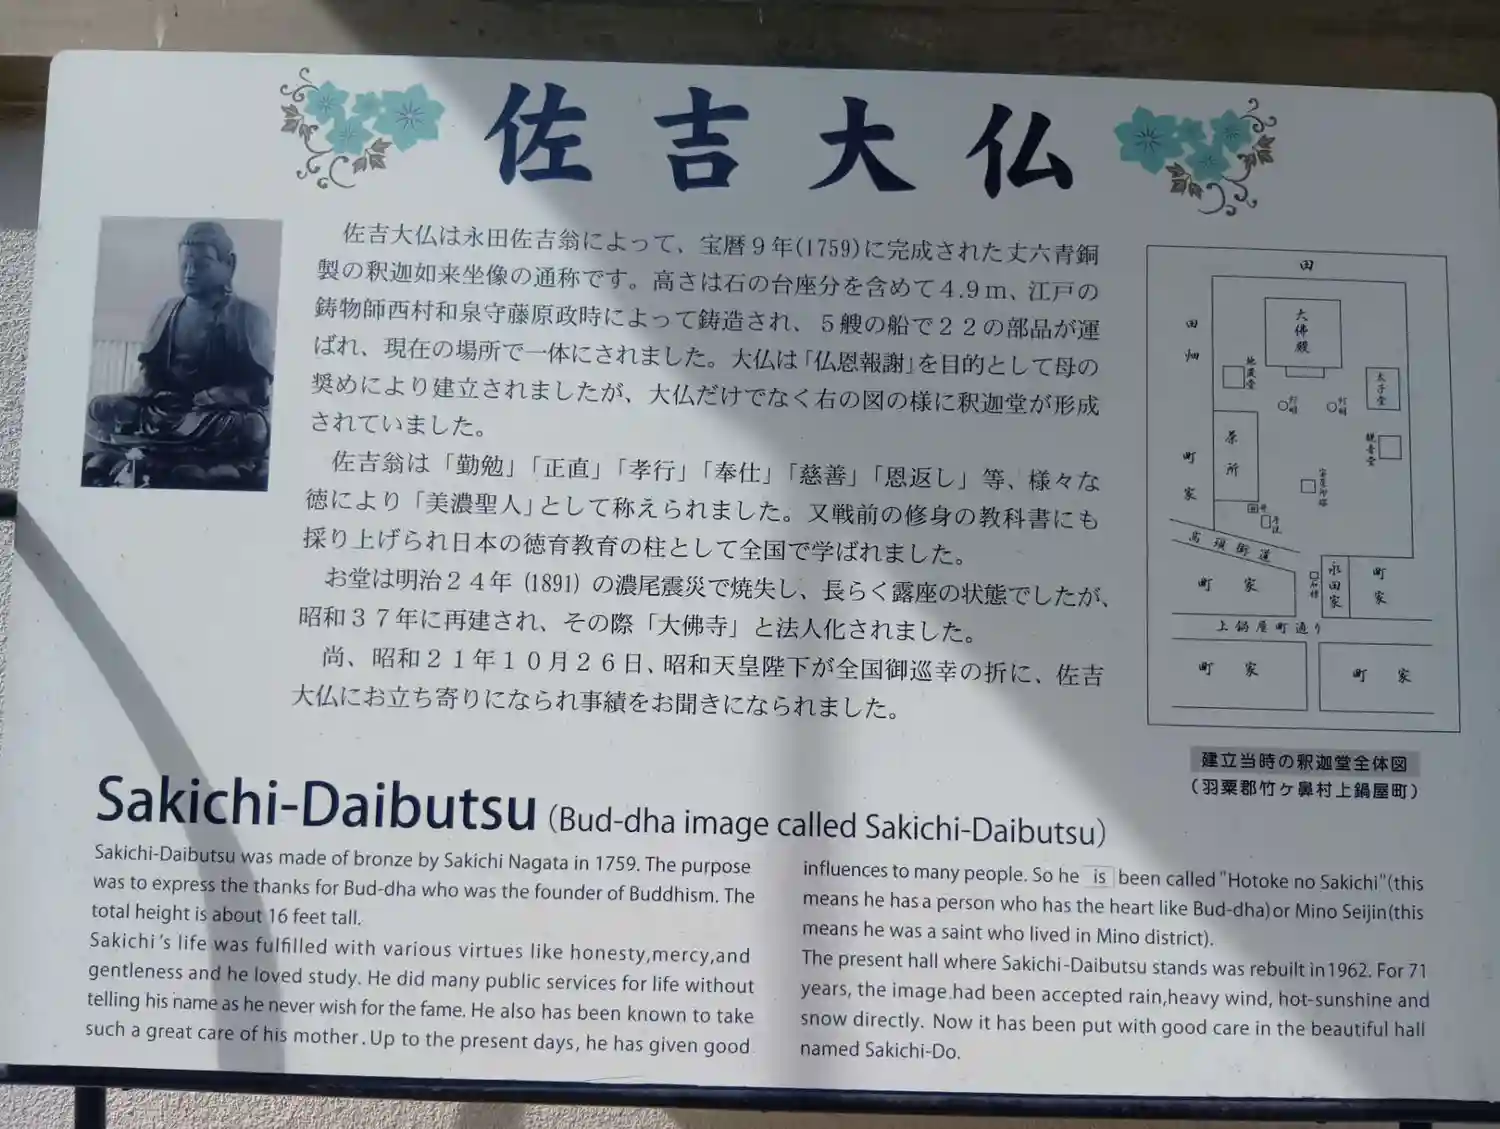 佐吉大仏
佐吉大仏は永田佐吉翁によって、宝暦９年(1759)に完成された丈六青銅
製の釈迦如来坐像の通称です。高さは石の台座分を含めて４.９ｍ、江戸の
鋳物師西村和泉守藤原政時によって鋳造され、５艘の船で２２の部品が運
ばれ、現在の場所で一体にされました。大仏は「仏恩報謝」を目的として母の
奨めにより建立されましたが、大仏だけでなく右の図の様に釈迦堂が形成
されていました。
佐吉翁は「勤勉」「正直」「孝行」「奉仕」「慈善」「恩返し」等、様々な
徳により「美濃聖人」として称えられました。又戦前の修身の教科書にも
採り上げられ日本の徳育教育の柱として全国で学ばれました。
お堂は明治２４年 (1891) の濃尾震災で焼失し、長らく露座の状態でしたが、
昭和３７年に再建され、その際「大佛寺」と法人化されました。
尚、昭和２１年１０月２６日、昭和天皇陛下が全国御巡幸の折に、佐吉
大仏にお立ち寄りになられ事績をお聞きになられました。
田
大佛殿
田畑
地蔵堂
太子堂
灯明
灯明
観音堂
茶所
町家
高須街道
永田家
町家
町家
上鍋屋町通り
町家
町家
建立当時の釈迦堂全体図
（羽粟郡竹ヶ鼻村上鍋屋町）
Sakichi-Daibutsu (Bud-dha image called Sakichi-Daibutsu)
Sakichi-Daibutsu was made of bronze by Sakichi Nagata in 1759. The purpose
was to express the thanks for Bud-dha who was the founder of Buddhism. The
total height is about 16 feet tall.
Sakichi's life was fulfilled with various virtues like honesty,mercy,and
gentleness and he loved study. He did many public services for life without
telling his name as he never wish for the fame. He also has been known to take
such a great care of his mother. Up to the present days, he has given good
influences to many people. So he is been called "Hotoke no Sakichi"(this
means he has a person who has the heart like Bud-dha)or Mino Seijin(this
means he was a saint who lived in Mino district).
The present hall where Sakichi-Daibutsu stands was rebuilt in1962. For 71
years, the image.had been accepted rain,heavy wind, hot-sunshine and
snow directly. Now it has been put with good care in the beautiful hall
named Sakichi-Do.